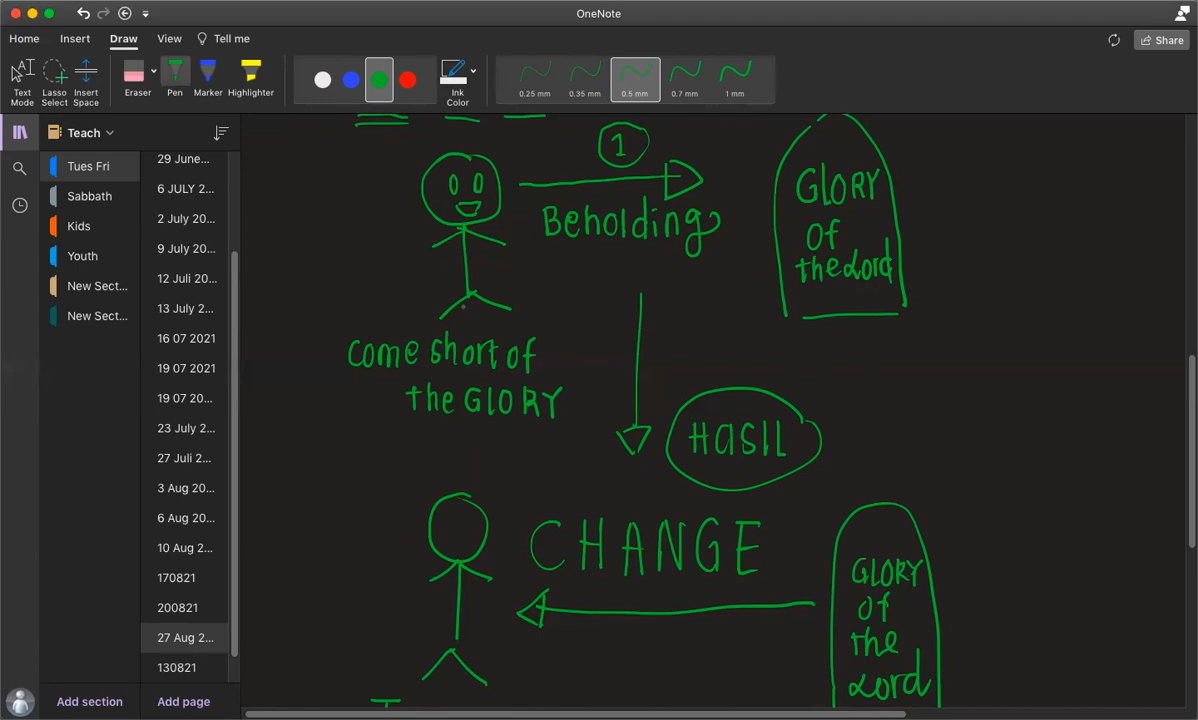 OneNote
Home Insert Draw View Tell me
Share
Text Mode
Lasso Select
Insert Space
Eraser
Pen
Marker
Highlighter
Ink Color
0.25 mm
0.35 mm
0.5 mm
0.7 mm
1 mm
Teach
Tues Fri
Sabbath
Kids
Youth
New Sect...
New Sect...
Add section
29 June...
6 JULY 2...
2 July 20...
9 July 20...
12 Juli 20...
13 July 2...
16 07 2021
19 07 2021
19 07 20...
23 July 2...
27 Juli 2...
3 Aug 20...
6 Aug 20...
10 Aug 2...
170821
200821
27 Aug 2...
130821
Add page
1
Beholding
GLORY
of
the Lord
come short of
the GLORY
HASIL
CHANGE
GLORY
of
the
Lord